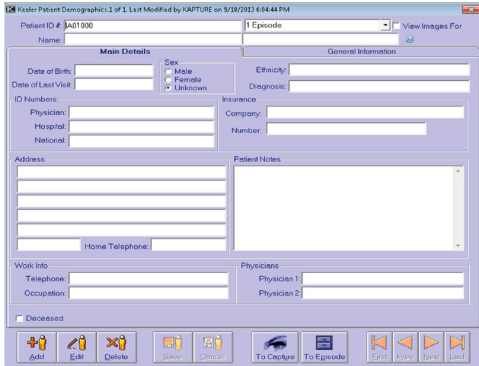 Keeler Patient Demographics.1 of 1. Last Modified by KAPTURE on 9/18/2013 6:04:44 PM
Patient ID #: IA01000 1 Episode View Images For
Name:
Main Details General Information
Date of Birth: Sex Male Ethnicity:
Female
Date of Last Visit: Unknown Diagnosis:
ID Numbers: Insurance
Physician: Company:
Hospital: Number:
National:
Address Patient Notes
Home Telephone:
Work Info Physicians
Telephone: Physician 1:
Occupation: Physician 2:
Deceased
Add Edit Delete Save Cancel To Capture To Episode First Prev Next Last